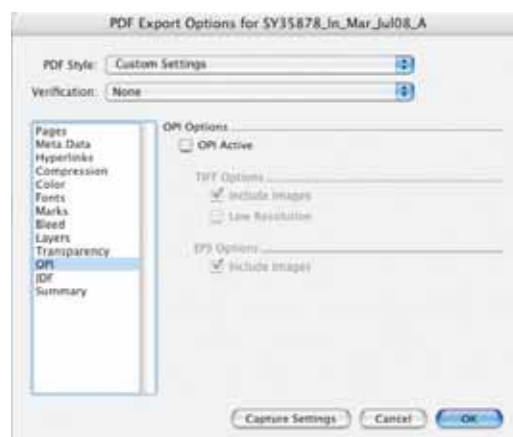 PDF Export Options for SY35878_In_Mar_Jul08_A
PDF Style: Custom Settings
Verification: None
Pages
Meta Data
Hyperlinks
Compression
Color
Fonts
Marks
Bleed
Layers
Transparency
OPI
JDF
Summary
OPI Options
OPI Active
TIFF Options
Include Images
Low Resolution
EPS Options
Include Images
Capture Settings Cancel OK